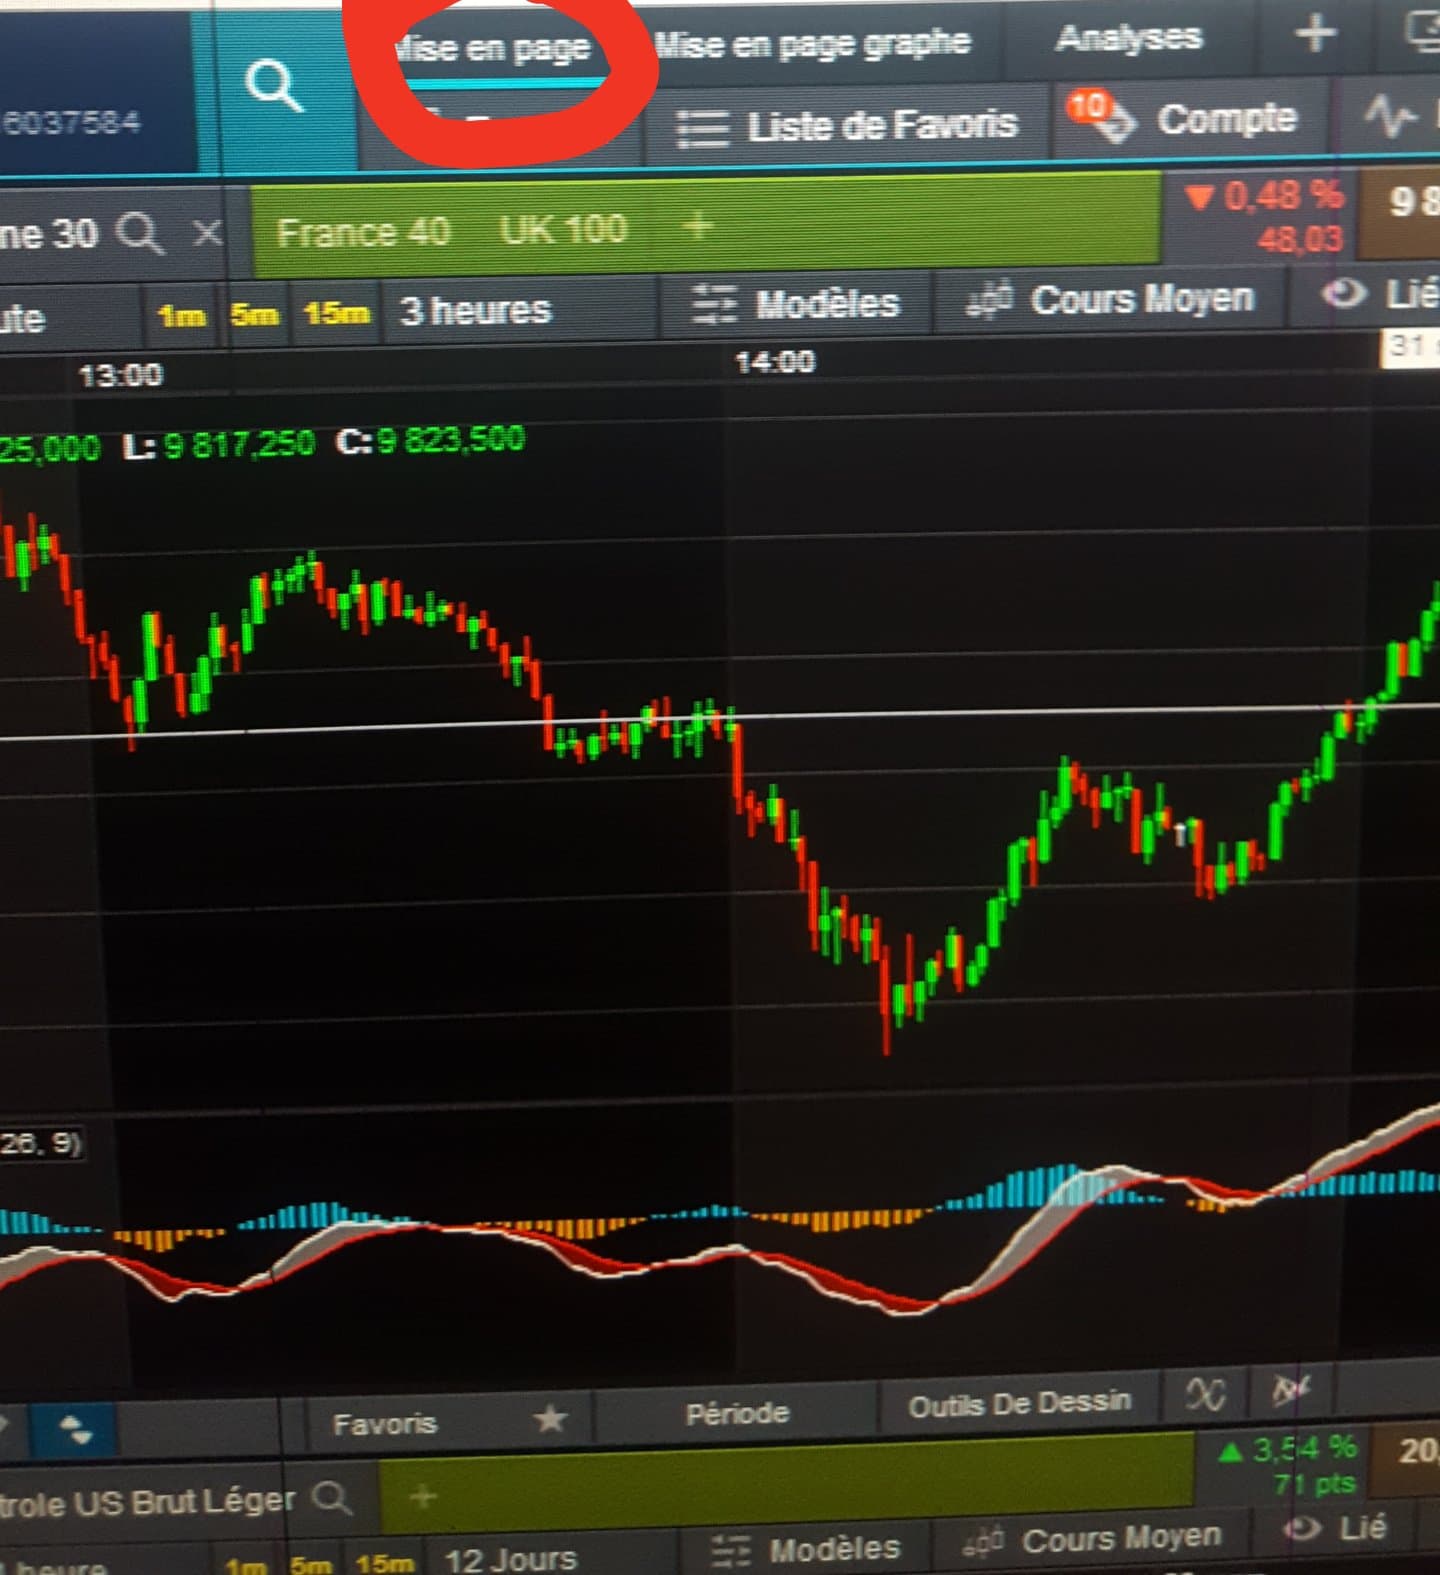 Mise en page Mise en page graphe Analyses +
6037584
Liste de Favoris 10 Compte
ne 30 × France 40 UK 100 + ▼ 0,48 % 98
48,03
ute 1m 5m 15m 3 heures Modèles Cours Moyen Lié
13:00 14:00 31
25,000 L: 9 817,250 C: 9 823,500
26, 9)
Favoris ★ Période Outils De Dessin
trole US Brut Léger + ▲ 3,54 % 20,
71 pts
heure 1m 5m 15m 12 Jours Modèles Cours Moyen Lié